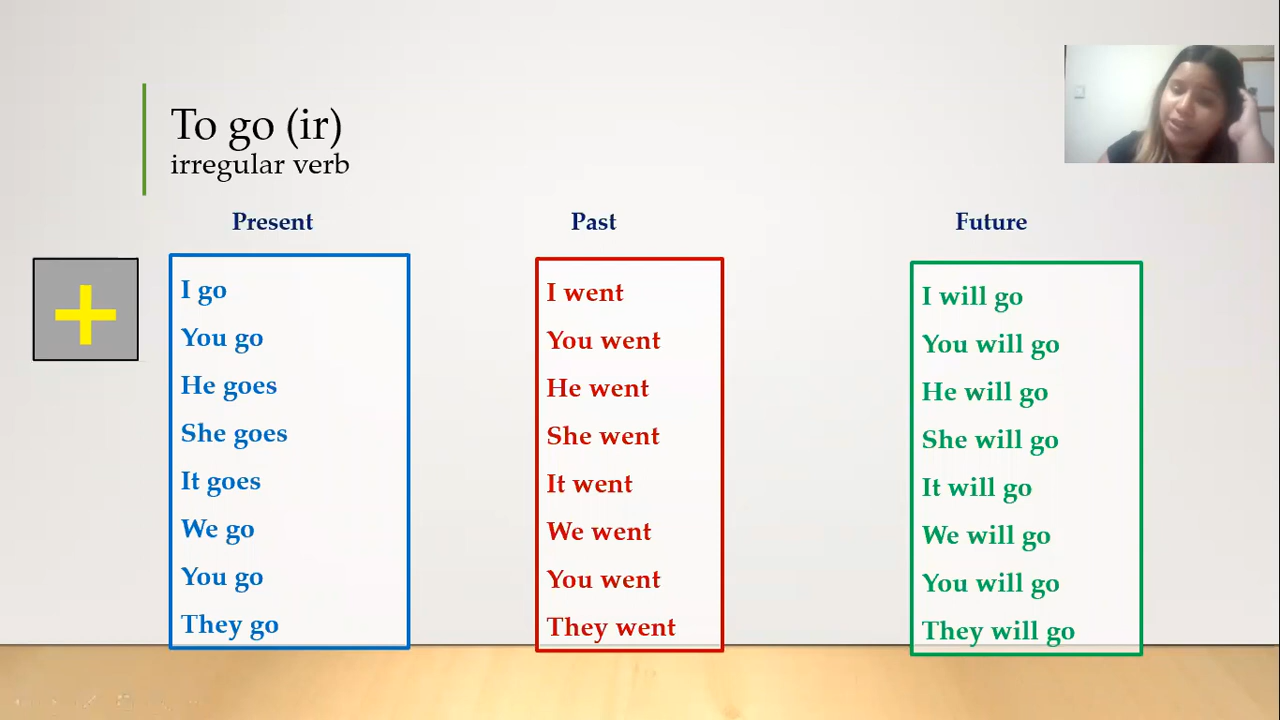 To go (ir)
irregular verb
Present
Past
Future
I go
You go
He goes
She goes
It goes
We go
You go
They go
I went
You went
He went
She went
It went
We went
You went
They went
I will go
You will go
He will go
She will go
It will go
We will go
You will go
They will go